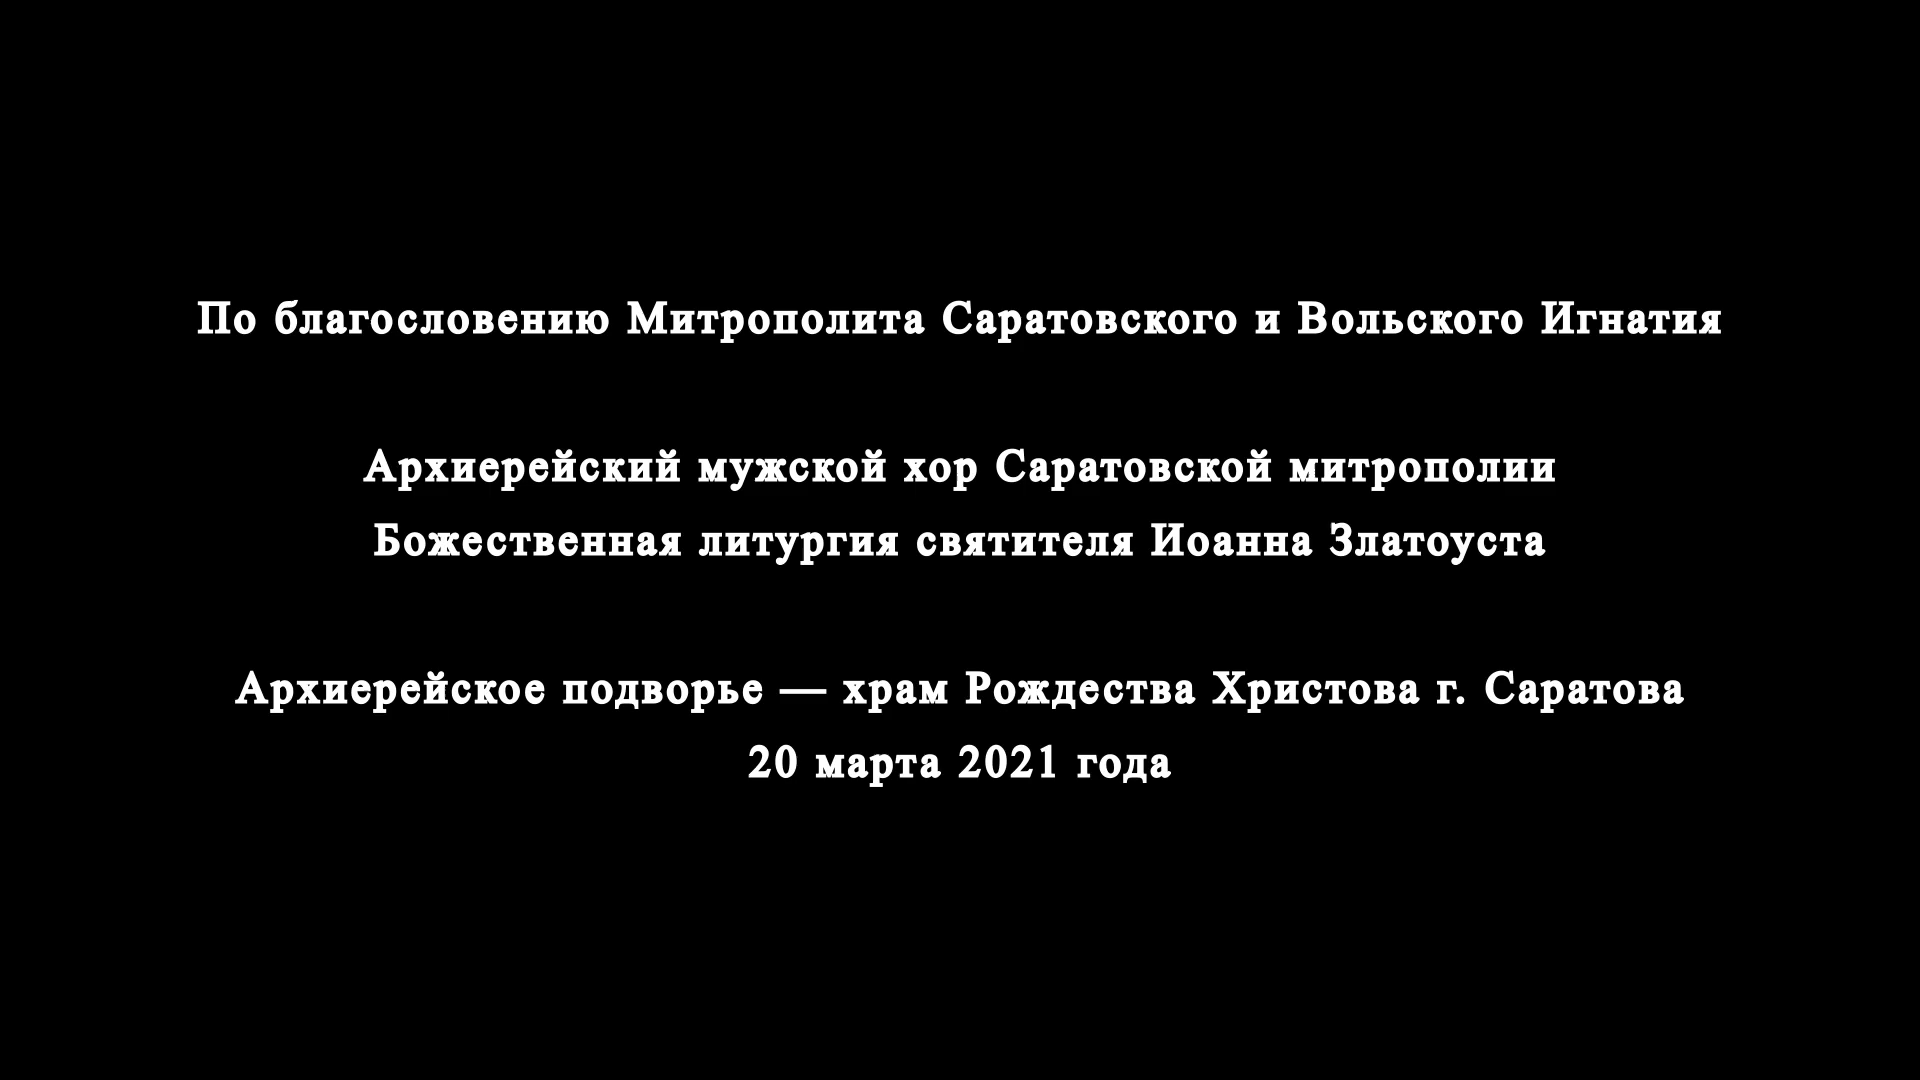 По благословению Митрополита Саратовского и Вольского Игнатия
Архиерейский мужской хор Саратовской митрополии
Божественная литургия святителя Иоанна Златоуста
Архиерейское подворье — храм Рождества Христова г. Саратова
20 марта 2021 года